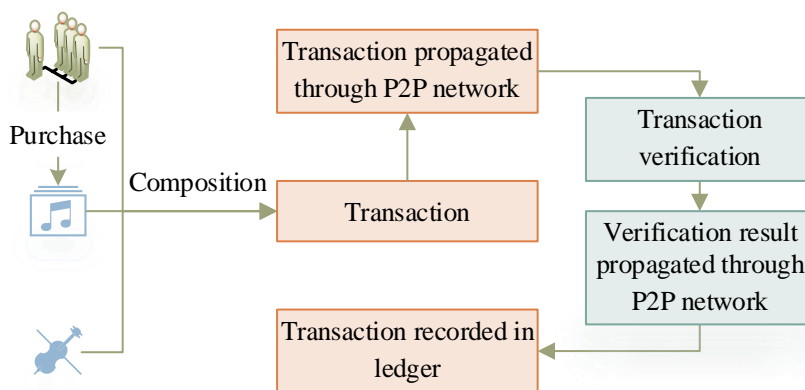 Purchase
Composition
Transaction propagated
through P2P network
Transaction
Transaction
verification
Verification result
propagated through
P2P network
Transaction recorded in
ledger